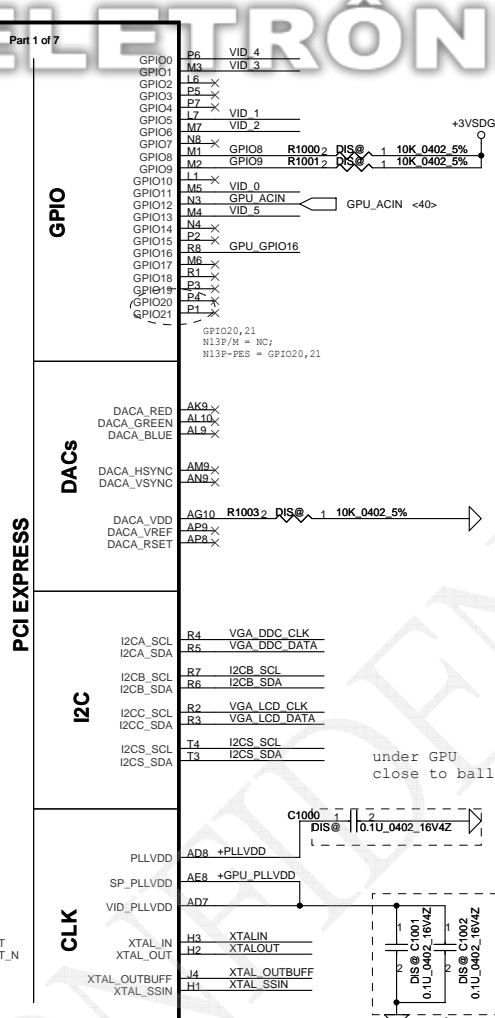 ELETRÔN
Part 1 of 7
GPIO0 P6 VID_4
GPIO1 M3 VID_3
GPIO2 L6
GPIO3 P5
GPIO4 P7
GPIO5 L7 VID_1
GPIO6 M7 VID_2
GPIO7 N8
GPIO8 M1 GPIO8 R1000 2 DIS@ 1 10K_0402_5%
GPIO9 M2 GPIO9 R1001 2 DIS@ 1 10K_0402_5%
+3VSDG
GPIO10 L1
GPIO11 M5 VID_0
GPIO12 N3 GPU_ACIN GPU_ACIN <40>
GPIO13 M4 VID_5
GPIO14 N4
GPIO15 P2
GPIO16 R8 GPU_GPIO16
GPIO17 M6
GPIO18 R1
GPIO19 P3
GPIO20 P4
GPIO21 P1
GPIO
GPIO20,21
N13P/M = NC;
N13P-PES = GPIO20,21
DACA_RED AK9
DACA_GREEN AL10
DACA_BLUE AL9
DACA_HSYNC AM9
DACA_VSYNC AN9
DACs
DACA_VDD AG10 R1003 2 DIS@ 1 10K_0402_5%
DACA_VREF AP9
DACA_RSET AP8
PCI EXPRESS
I2CA_SCL R4 VGA_DDC_CLK
I2CA_SDA R5 VGA_DDC_DATA
I2CB_SCL R7 I2CB_SCL
I2CB_SDA R6 I2CB_SDA
I2C
I2CC_SCL R2 VGA_LCD_CLK
I2CC_SDA R3 VGA_LCD_DATA
I2CS_SCL T4 I2CS_SCL
I2CS_SDA T3 I2CS_SDA
under GPU
close to ball
C1000 1 2
DIS@ 0.1U_0402_16V4Z
PLLVDD AD8 +PLLVDD
SP_PLLVDD AE8 +GPU_PLLVDD
VID_PLLVDD AD7
CLK
XTAL_IN H3 XTALIN
XTAL_OUT H2 XTALOUT
XTAL_OUTBUFF J4 XTAL_OUTBUFF
XTAL_SSIN H1 XTAL_SSIN
T
T_N
1 2 DIS@ C1001
0.1U_0402_16V4Z
1 2 DIS@ C1002
0.1U_0402_16V4Z
CONFIDEN